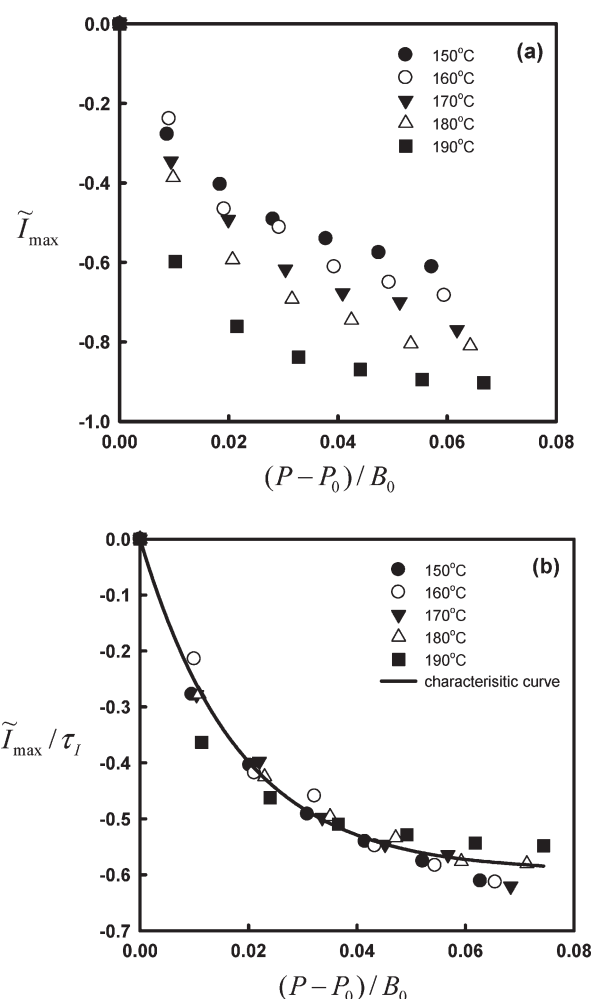 0.0
(a)
150°C
160°C
170°C
180°C
190°C
-0.2
-0.4
-0.6
-0.8
-1.0
Ĩmax
0.00 0.02 0.04 0.06 0.08
(P – P0) / B0
0.0
(b)
150°C
160°C
170°C
180°C
190°C
characterisitic curve
-0.1
-0.2
-0.3
-0.4
-0.5
-0.6
-0.7
Ĩmax / τI
0.00 0.02 0.04 0.06 0.08
(P – P0) / B0